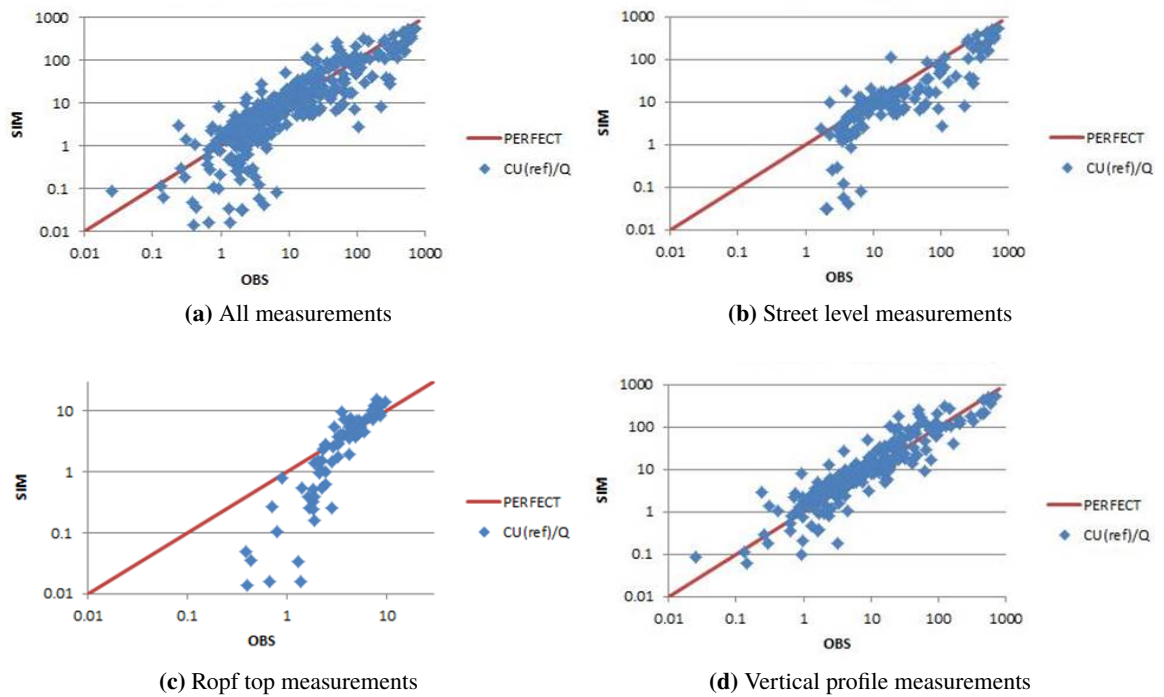 1000
100
10
1
0.1
0.01
SIM
0.01 0.1 1 10 100 1000
OBS
PERFECT
CU(ref)/Q
(a) All measurements
1000
100
10
1
0.1
0.01
SIM
0.01 0.1 1 10 100 1000
OBS
PERFECT
CU(ref)/Q
(b) Street level measurements
10
1
0.1
0.01
SIM
0.01 0.1 1 10
OBS
PERFECT
CU(ref)/Q
(c) Ropf top measurements
1000
100
10
1
0.1
0.01
SIM
0.01 0.1 1 10 100 1000
OBS
PERFECT
CU(ref)/Q
(d) Vertical profile measurements